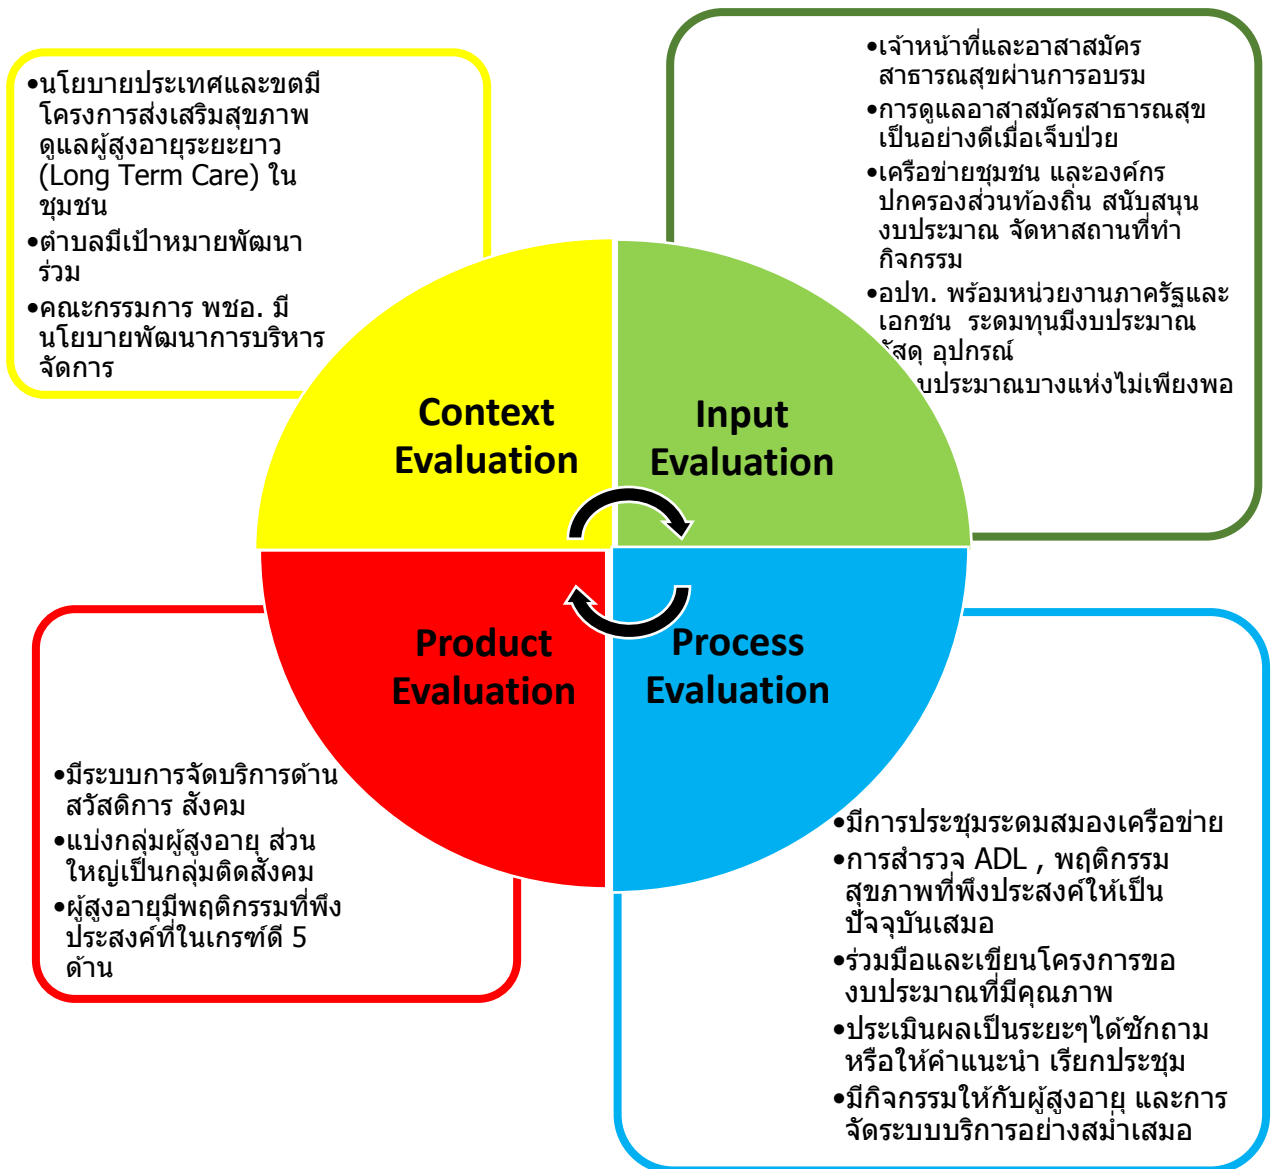 •นโยบายประเทศและขตมี
โครงการส่งเสริมสุขภาพ
ดูแลผู้สูงอายุระยะยาว
(Long Term Care) ใน
ชุมชน
•ตำบลมีเป้าหมายพัฒนา
ร่วม
•คณะกรรมการ พชอ. มี
นโยบายพัฒนาการบริหาร
จัดการ
•เจ้าหน้าที่และอาสาสมัคร
สาธารณสุขผ่านการอบรม
•การดูแลอาสาสมัครสาธารณสุข
เป็นอย่างดีเมื่อเจ็บป่วย
•เครือข่ายชุมชน และองค์กร
ปกครองส่วนท้องถิ่น สนับสนุน
งบประมาณ จัดหาสถานที่ทำ
กิจกรรม
•อปท. พร้อมหน่วยงานภาครัฐและ
เอกชน ระดมทุนมีงบประมาณ
วัสดุ อุปกรณ์
งบประมาณบางแห่งไม่เพียงพอ
Context
Evaluation
Input
Evaluation
Product
Evaluation
Process
Evaluation
•มีระบบการจัดบริการด้าน
สวัสดิการ สังคม
•แบ่งกลุ่มผู้สูงอายุ ส่วน
ใหญ่เป็นกลุ่มติดสังคม
•ผู้สูงอายุมีพฤติกรรมที่พึง
ประสงค์ที่ในเกรฑ์ดี 5
ด้าน
•มีการประชุมระดมสมองเครือข่าย
•การสำรวจ ADL , พฤติกรรม
สุขภาพที่พึงประสงค์ให้เป็น
ปัจจุบันเสมอ
•ร่วมมือและเขียนโครงการขอ
งบประมาณที่มีคุณภาพ
•ประเมินผลเป็นระยะๆได้ซักถาม
หรือให้คำแนะนำ เรียกประชุม
•มีกิจกรรมให้กับผู้สูงอายุ และการ
จัดระบบบริการอย่างสม่ำเสมอ